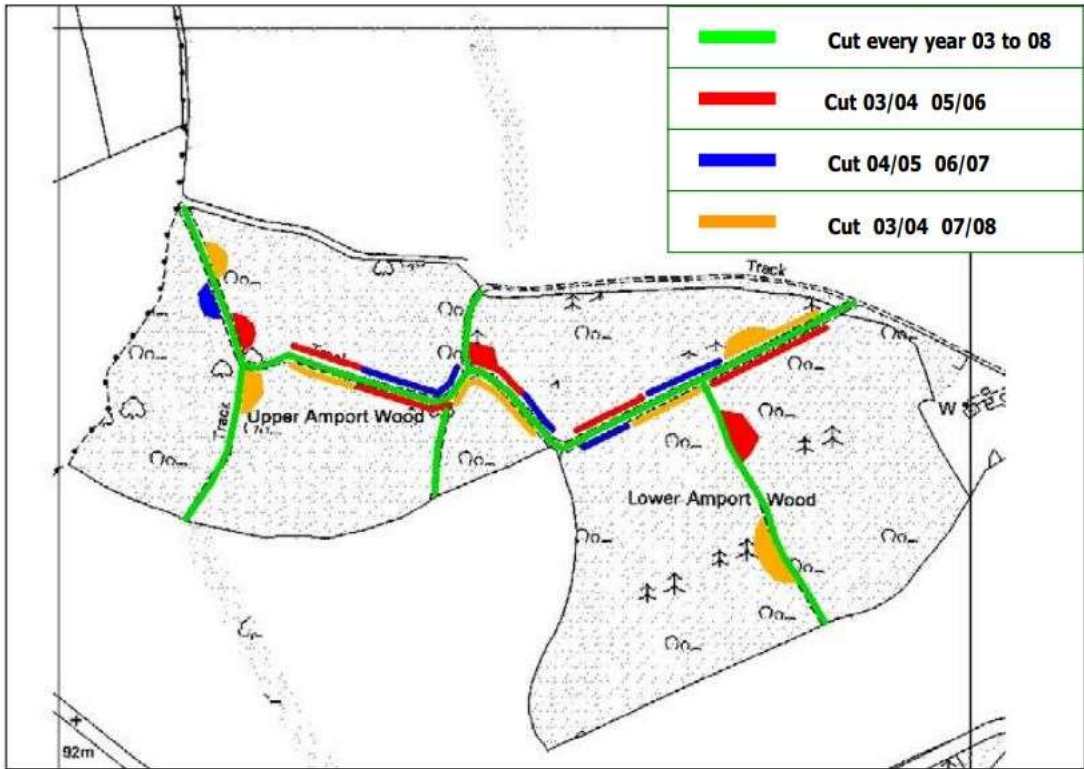 Cut every year 03 to 08
Cut 03/04 05/06
Cut 04/05 06/07
Cut 03/04 07/08
Track
Upper Amport Wood
Track
W
Lower Amport Wood
92m